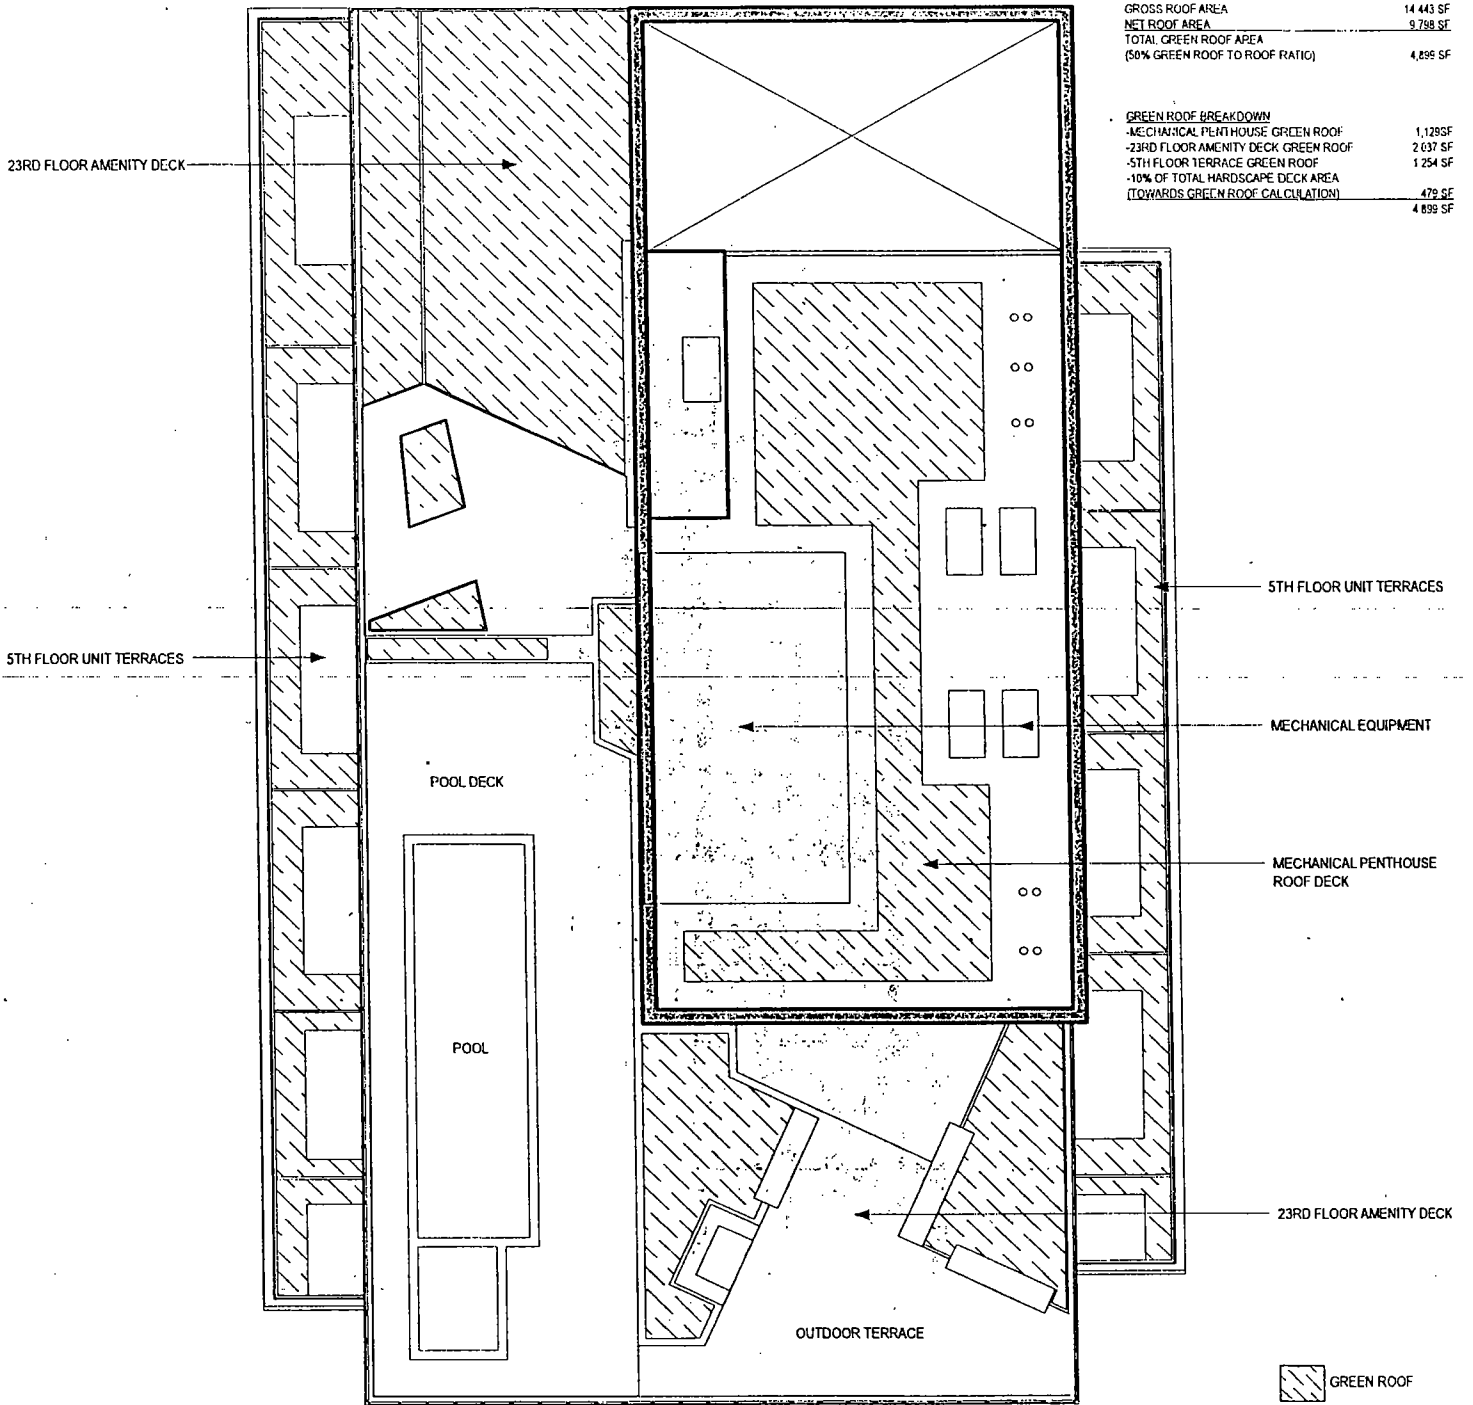 GROSS ROOF AREA 14 443 SF
NET ROOF AREA 9.798 SF
TOTAL GREEN ROOF AREA
(50% GREEN ROOF TO ROOF RATIO) 4,899 SF
GREEN ROOF BREAKDOWN
-MECHANICAL PENTHOUSE GREEN ROOF 1,129SF
-23RD FLOOR AMENITY DECK GREEN ROOF 2 037 SF
-5TH FLOOR TERRACE GREEN ROOF 1 254 SF
-10% OF TOTAL HARDSCAPE DECK AREA
(TOWARDS GREEN ROOF CALCULATION) 479 SF
4 899 SF
23RD FLOOR AMENITY DECK
5TH FLOOR UNIT TERRACES
5TH FLOOR UNIT TERRACES
MECHANICAL EQUIPMENT
POOL DECK
MECHANICAL PENTHOUSE
ROOF DECK
POOL
23RD FLOOR AMENITY DECK
OUTDOOR TERRACE
GREEN ROOF